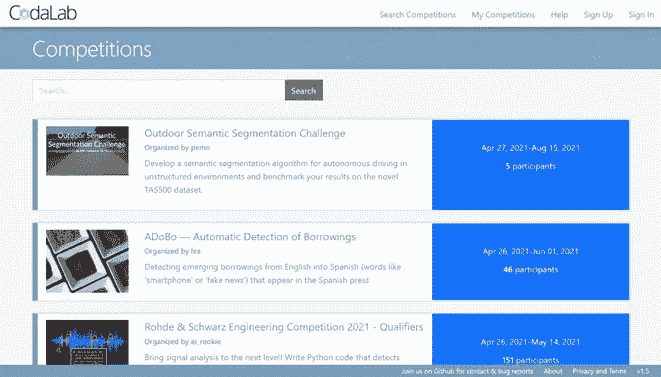 CodaLab
Search Competitions My Competitions Help Sign Up Sign In
Competitions
Search... Search
Outdoor Semantic
Segmentation Challenge
Outdoor Semantic Segmentation Challenge
Organized by pemo
Develop a semantic segmentation algorithm for autonomous driving in
unstructured environments and benchmark your results on the novel
TAS500 dataset.
Apr 27, 2021-Aug 15, 2021
5 participants
ADoBo — Automatic Detection of Borrowings
Organized by lea
Detecting emerging borrowings from English into Spanish (words like
'smartphone' or 'fake news') that appear in the Spanish press
Apr 26, 2021-Jun 01, 2021
46 participants
Rohde & Schwarz Engineering Competition 2021 - Qualifiers
Organized by ai_rookie
Bring signal analysis to the next level! Write Python code that detects
Apr 26, 2021-May 14, 2021
151 participants
Join us on Github for contact & bug reports About Privacy and Terms v1.5